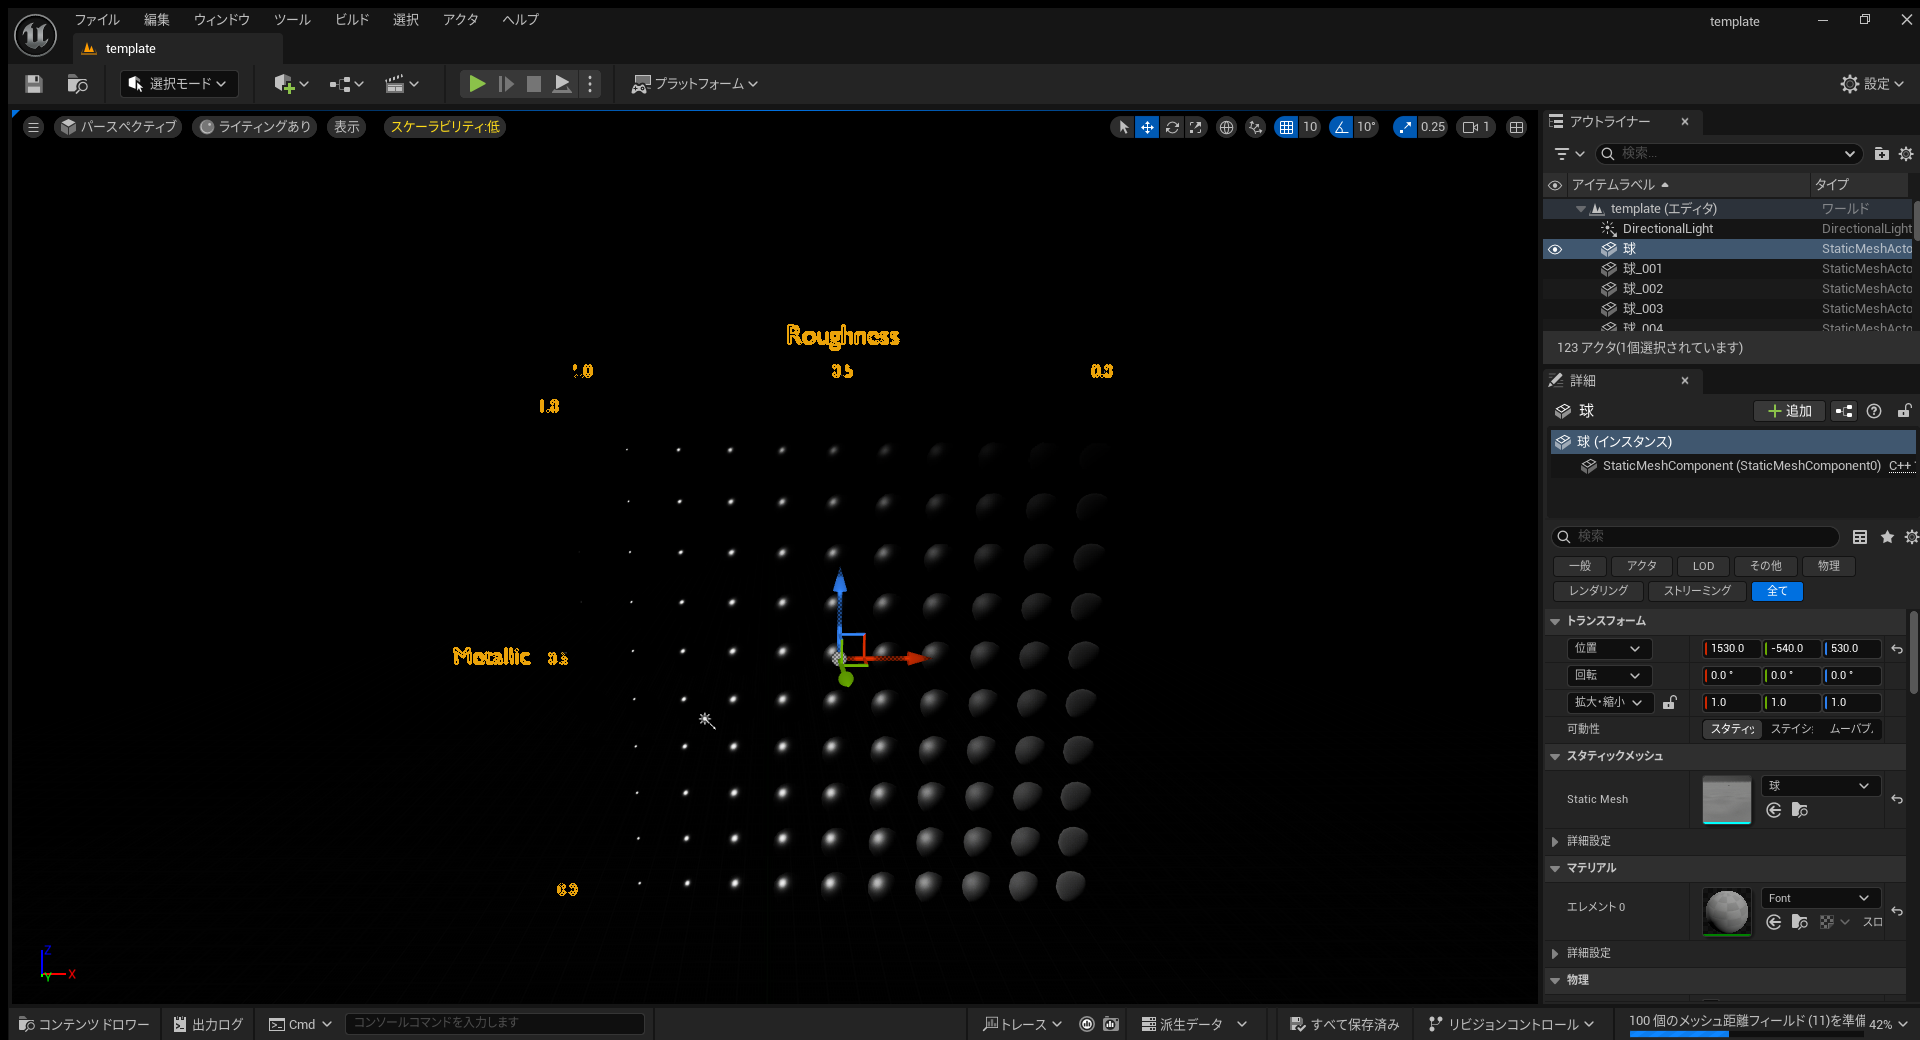 ファイル 編集 ウィンドウ ツール ビルド 選択 アクタ ヘルプ
template
template
選択モード
プラットフォーム
設定
パースペクティブ
ライティングあり
表示
スケーラビリティ:低
10
10°
0.25
1
Roughness
0.5
Metallic
Z
X
Y
アウトライナー
検索...
アイテムラベル タイプ
template (エディタ) ワールド
DirectionalLight DirectionalLight
球 StaticMeshActo
球_001 StaticMeshActo
球_002 StaticMeshActo
球_003 StaticMeshActo
球_004 StaticMeshActo
123 アクタ(1個選択されています)
詳細
球
追加
球 (インスタンス)
StaticMeshComponent (StaticMeshComponent0) C++
検索
一般 アクタ LOD その他 物理
レンダリング ストリーミング 全て
トランスフォーム
位置 1530.0 -540.0 530.0
回転 0.0 ° 0.0 ° 0.0 °
拡大・縮小 1.0 1.0 1.0
可動性 スタティッ ステイシ ムーバブ
スタティックメッシュ
Static Mesh 球
詳細設定
マテリアル
エレメント 0 Font
スロ
詳細設定
物理
コンテンツ ドロワー
出力ログ
Cmd
コンソールコマンドを入力します
トレース
派生データ
すべて保存済み
リビジョンコントロール
100 個のメッシュ距離フィールド (11)を準備 42%